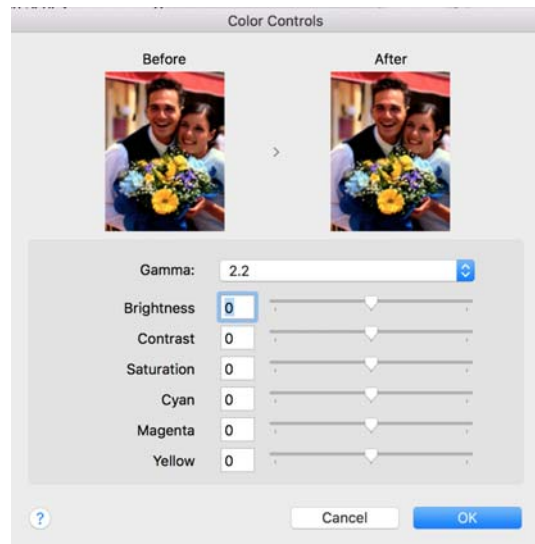 Color Controls
Before After
>
Gamma: 2.2
Brightness 0
Contrast 0
Saturation 0
Cyan 0
Magenta 0
Yellow 0
? Cancel OK